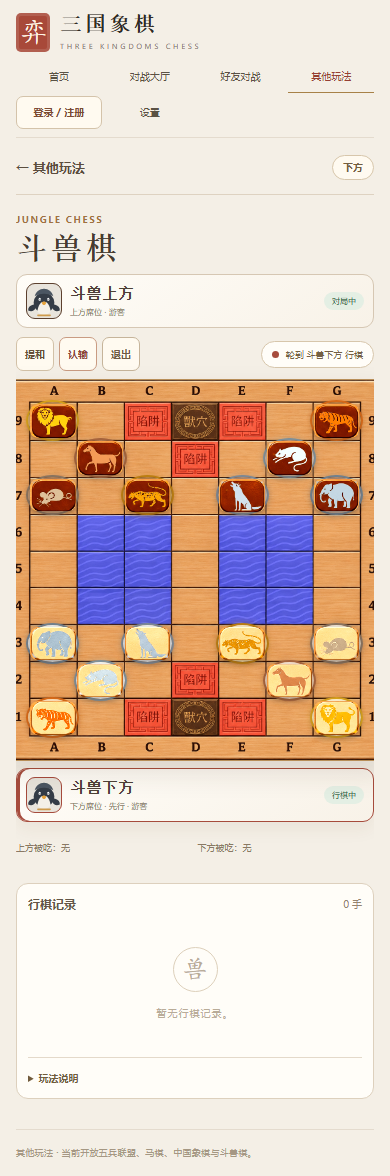 弈 三国象棋
THREE KINGDOMS CHESS
首页 对战大厅 好友对战 其他玩法
登录 / 注册 设置
← 其他玩法 下方
JUNGLE CHESS
斗兽棋
斗兽上方
上方席位 · 游客
对局中
提和 认输 退出 轮到 斗兽下方 行棋
A B C D E F G
9 陷阱 獸穴 陷阱 9
8 陷阱 8
7 7
6 6
5 5
4 4
3 3
2 陷阱 2
1 陷阱 獸穴 陷阱 1
A B C D E F G
斗兽下方
下方席位 · 先行 · 游客
行棋中
上方被吃：无 下方被吃：无
行棋记录 0 手
兽
暂无行棋记录。
▶ 玩法说明
其他玩法 · 当前开放五兵联盟、马棋、中国象棋与斗兽棋。